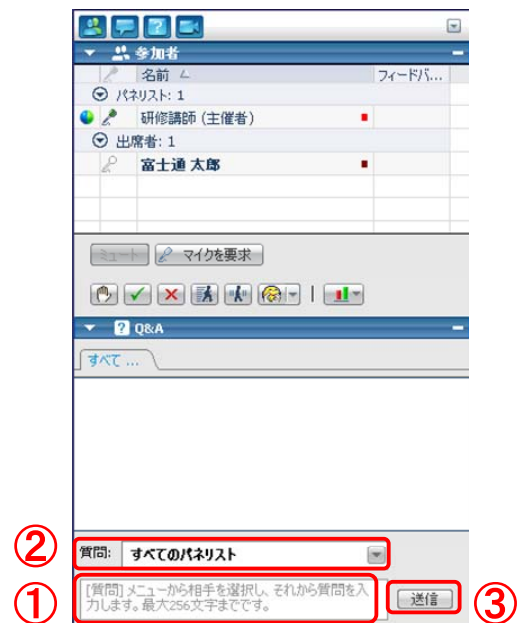 参加者
名前 フィードバ...
パネリスト: 1
研修講師 (主催者)
出席者: 1
富士通 太郎
ミュート マイクを要求
? Q&A
すべて ...
② 質問: すべてのパネリスト
① [質問] メニューから相手を選択し、それから質問を入
力します。最大256文字までです。
送信 ③